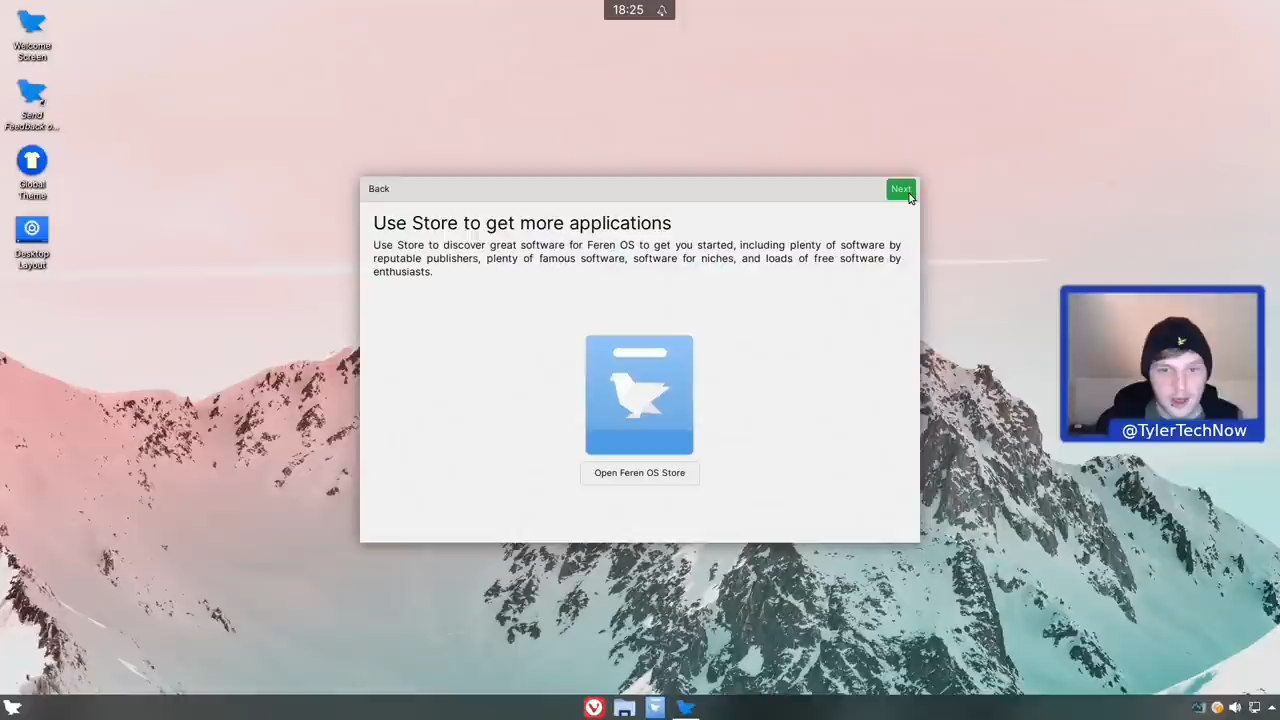 18:25
Welcome
Screen
Send
Feedback o...
Global
Theme
Desktop
Layout
Back
Next
Use Store to get more applications
Use Store to discover great software for Feren OS to get you started, including plenty of software by
reputable publishers, plenty of famous software, software for niches, and loads of free software by
enthusiasts.
Open Feren OS Store
@TylerTechNow